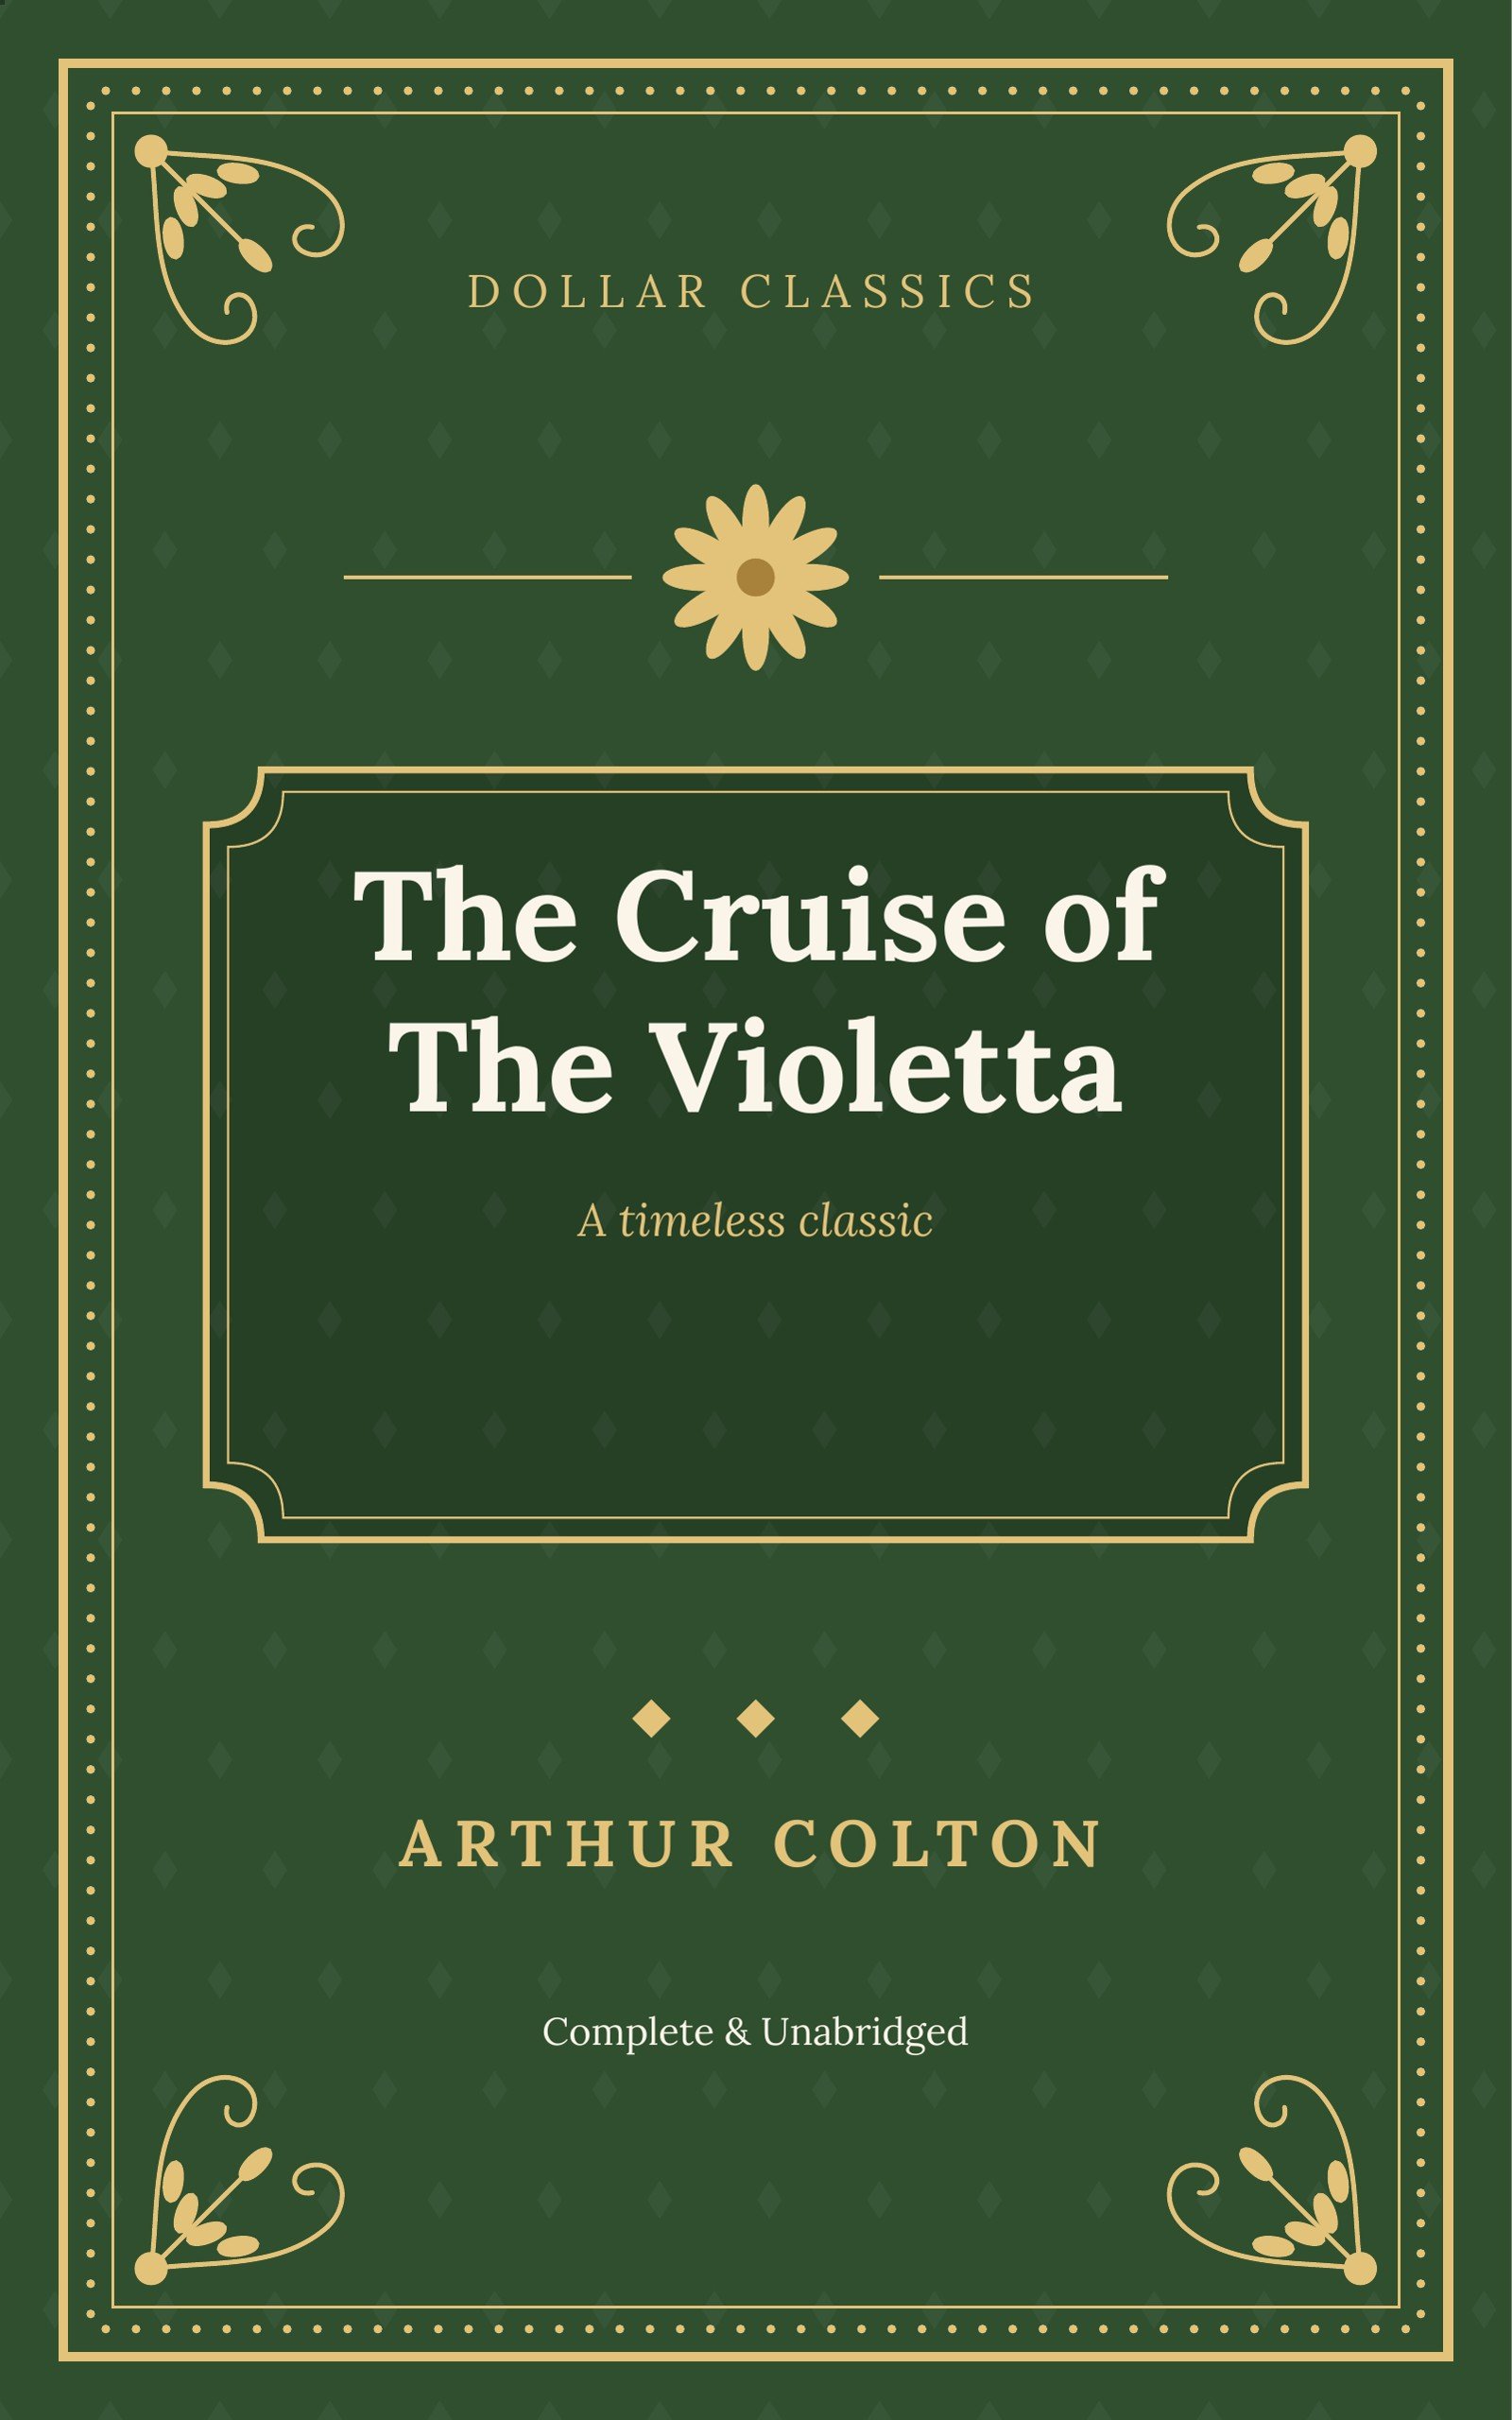 DOLLAR CLASSICS
The Cruise of
The Violetta
A timeless classic
ARTHUR COLTON
Complete & Unabridged